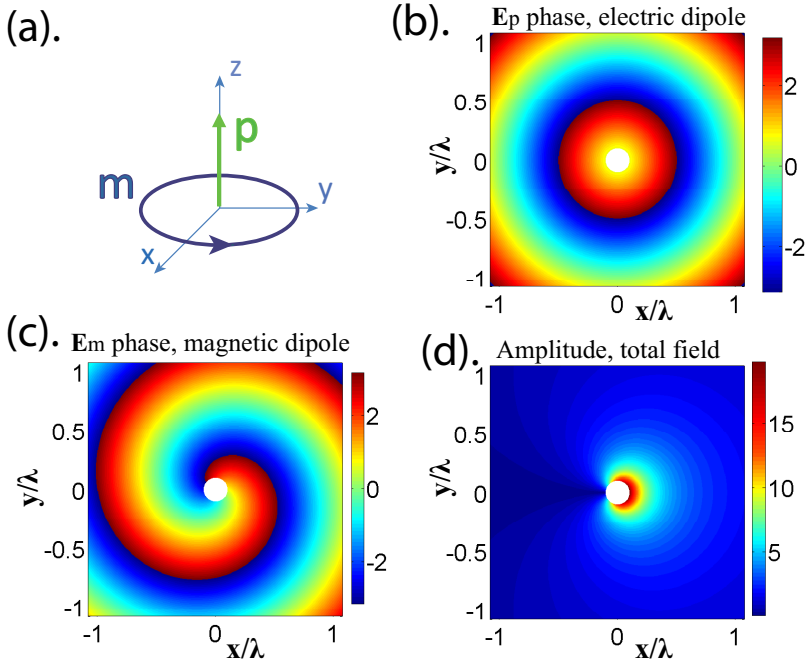 (a).
z
p
m
y
x
(b).
Ep phase, electric dipole
1
0.5
0
-0.5
-1
y/λ
-1 0 1
x/λ
2
0
-2
(c).
Em phase, magnetic dipole
1
0.5
0
-0.5
-1
y/λ
-1 0 1
x/λ
2
0
-2
(d).
Amplitude, total field
1
0.5
0
-0.5
-1
y/λ
-1 0 1
x/λ
15
10
5